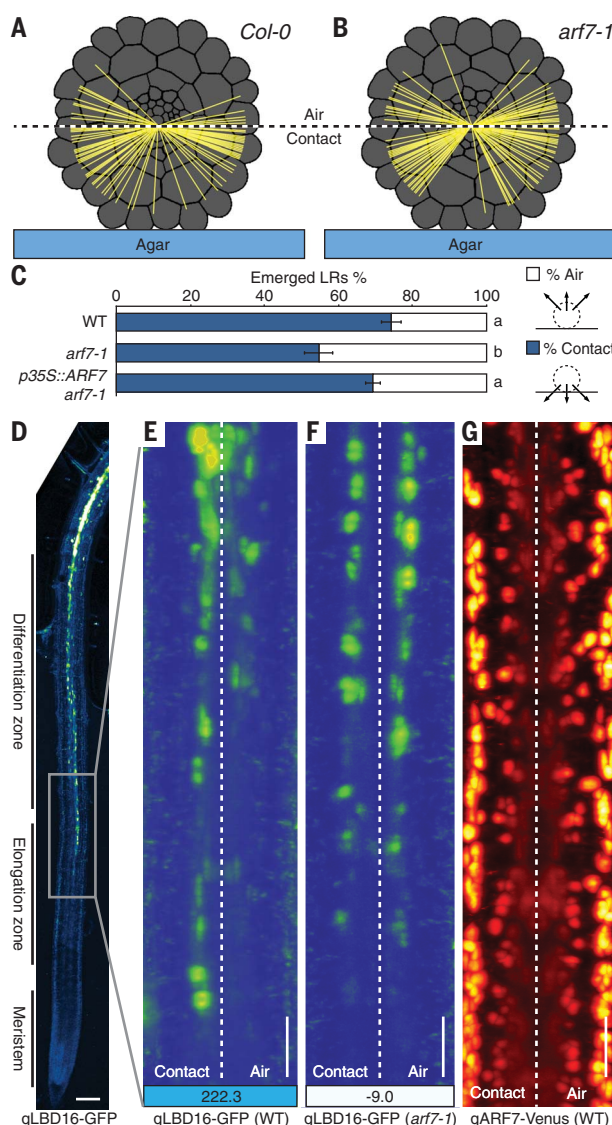 A
Col-0
B
arf7-1
Air
Contact
Agar
Agar
C
Emerged LRs %
0 20 40 60 80 100
WT
a
arf7-1
b
p35S::ARF7
arf7-1
a
% Air
% Contact
D
E
F
G
Differentiation zone
Elongation zone
Meristem
Contact
Air
Contact
Air
Contact
Air
222.3
-9.0
gLBD16-GFP
gLBD16-GFP (WT)
gLBD16-GFP (arf7-1)
gARF7-Venus (WT)